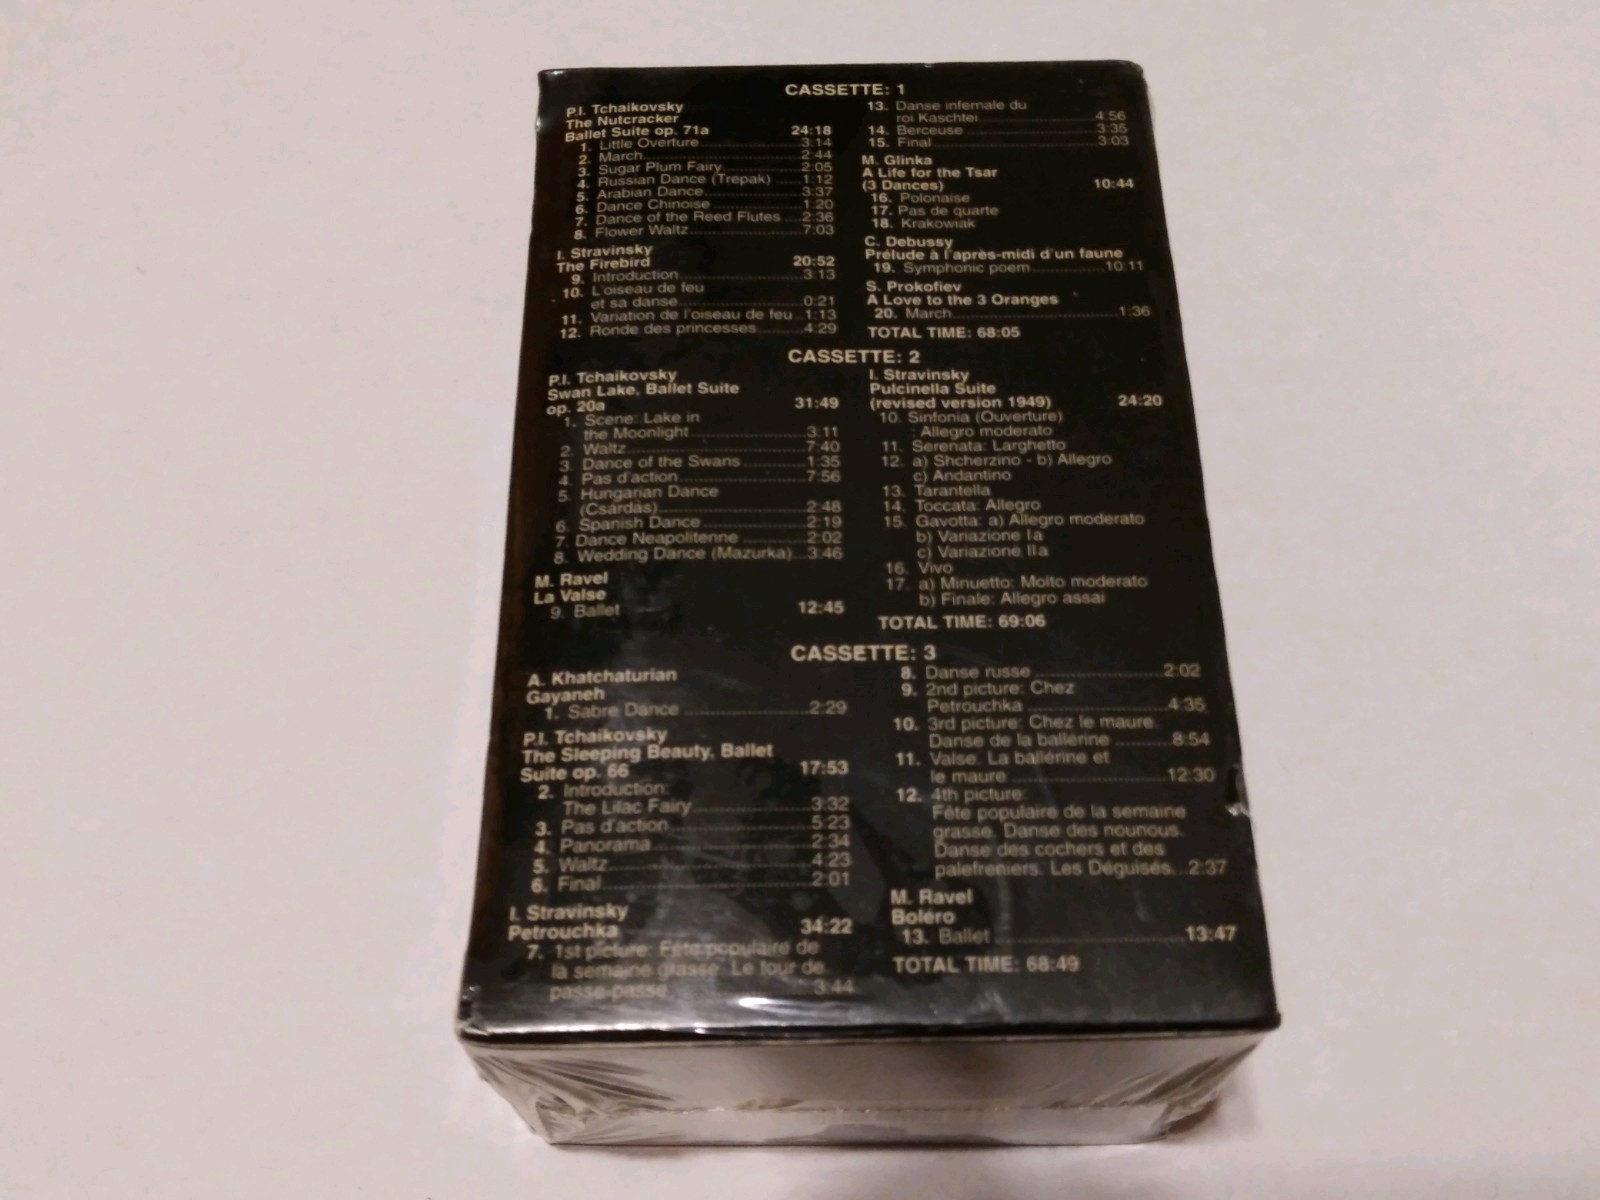 CASSETTE: 1
P.I. Tchaikovsky
The Nutcracker
Ballet Suite op. 71a 24:18
1. Little Overture 3:14
2. March 2:44
3. Sugar Plum Fairy 2:05
4. Russian Dance (Trepak) 1:12
5. Arabian Dance 3:37
6. Dance Chinoise 1:20
7. Dance of the Reed Flutes 2:36
8. Flower Waltz 7:03
I. Stravinsky
The Firebird 20:52
9. Introduction 3:13
10. L'oiseau de feu
et sa danse 0:21
11. Variation de l'oiseau de feu 1:13
12. Ronde des princesses 4:29
13. Danse infernale du
roi Kaschtei 4:56
14. Berceuse 3:35
15. Final 3:03
M. Glinka
A Life for the Tsar
(3 Dances) 10:44
16. Polonaise
17. Pas de quarte
18. Krakowiak
C. Debussy
Prélude à l'après-midi d'un faune
19. Symphonic poem 10:11
S. Prokofiev
A Love to the 3 Oranges
20. March 1:36
TOTAL TIME: 68:05
CASSETTE: 2
P.I. Tchaikovsky
Swan Lake, Ballet Suite
op. 20a 31:49
1. Scene: Lake in
the Moonlight 3:11
2. Waltz 7:40
3. Dance of the Swans 1:35
4. Pas d'action 7:56
5. Hungarian Dance
(Csárdás) 2:48
6. Spanish Dance 2:19
7. Dance Neapolitenne 2:02
8. Wedding Dance (Mazurka) 3:46
M. Ravel
La Valse
9. Ballet 12:45
I. Stravinsky
Pulcinella Suite
(revised version 1949) 24:20
10. Sinfonia (Ouverture)
: Allegro moderato
11. Serenata: Larghetto
12. a) Shcherzino - b) Allegro
c) Andantino
13. Tarantella
14. Toccata: Allegro
15. Gavotta: a) Allegro moderato
b) Variazione Ia
c) Variazione IIa
16. Vivo
17. a) Minuetto: Molto moderato
b) Finale: Allegro assai
TOTAL TIME: 69:06
CASSETTE: 3
A. Khatchaturian
Gayaneh
1. Sabre Dance 2:29
P.I. Tchaikovsky
The Sleeping Beauty, Ballet
Suite op. 66 17:53
2. Introduction:
The Lilac Fairy 3:32
3. Pas d'action 5:23
4. Panorama 2:34
5. Waltz 4:23
6. Final 2:01
I. Stravinsky
Petrouchka 34:22
7. 1st picture: Fête populaire de
la semaine grasse. Le tour de
passe-passe 3:44
8. Danse russe 2:02
9. 2nd picture: Chez
Petrouchka 4:35
10. 3rd picture: Chez le maure.
Danse de la ballérine 8:54
11. Valse. La ballérine et
le maure 12:30
12. 4th picture:
Fête populaire de la semaine
grasse. Danse des nounous.
Danse des cochers et des
palefreniers. Les Déguisés 2:37
M. Ravel
Boléro
13. Ballet 13:47
TOTAL TIME: 68:49